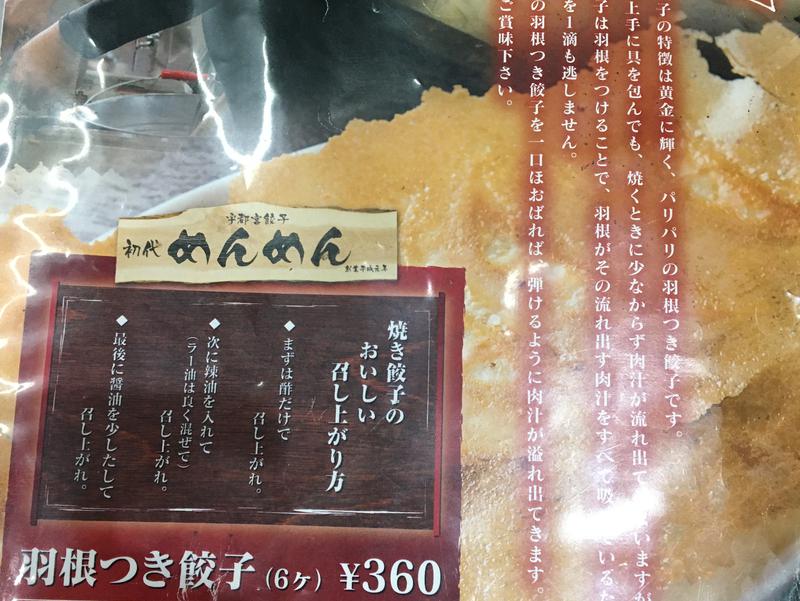 子の特徴は黄金に輝く、パリパリの羽根つき餃子です。
上手に具を包んでも、焼くときに少なからず肉汁が流れ出て
いますが
子は羽根をつけることで、羽根がその流れ出す肉汁をすべて吸
いるた
を1滴も逃しません。
の羽根つき餃子を一口ほおばれば、弾けるように肉汁が溢れ出てきます。
ご賞味下さい。
宇都宮餃子
初代 めんめん
創業平成元年
焼き餃子の
おいしい
召し上がり方
◆まずは酢だけで
召し上がれ。
◆次に辣油を入れて
(ラー油は良く混ぜて)
召し上がれ。
◆最後に醤油を少したして
召し上がれ。
羽根つき餃子(6ヶ) ¥360